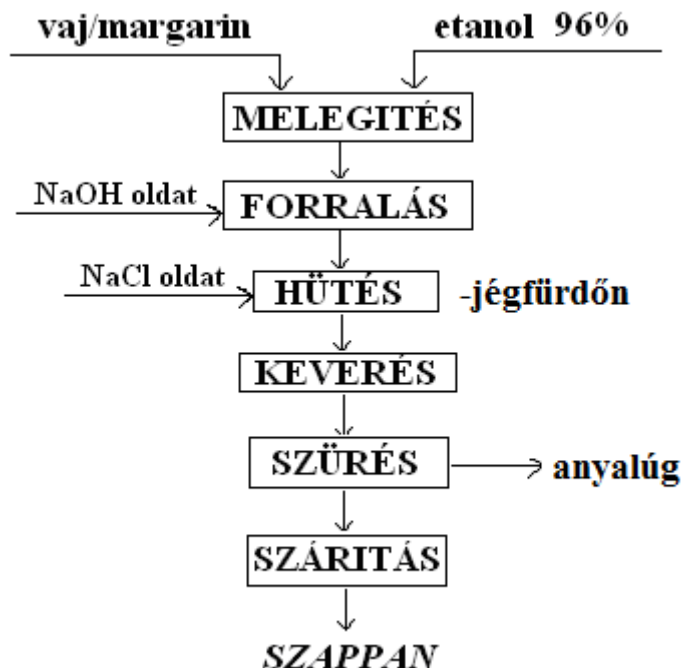 vaj/margarin
etanol 96%
MELEGITÉS
NaOH oldat
FORRALÁS
NaCl oldat
HÜTÉS
-jégfürdőn
KEVERÉS
SZÜRÉS
anyalúg
SZÁRITÁS
SZAPPAN